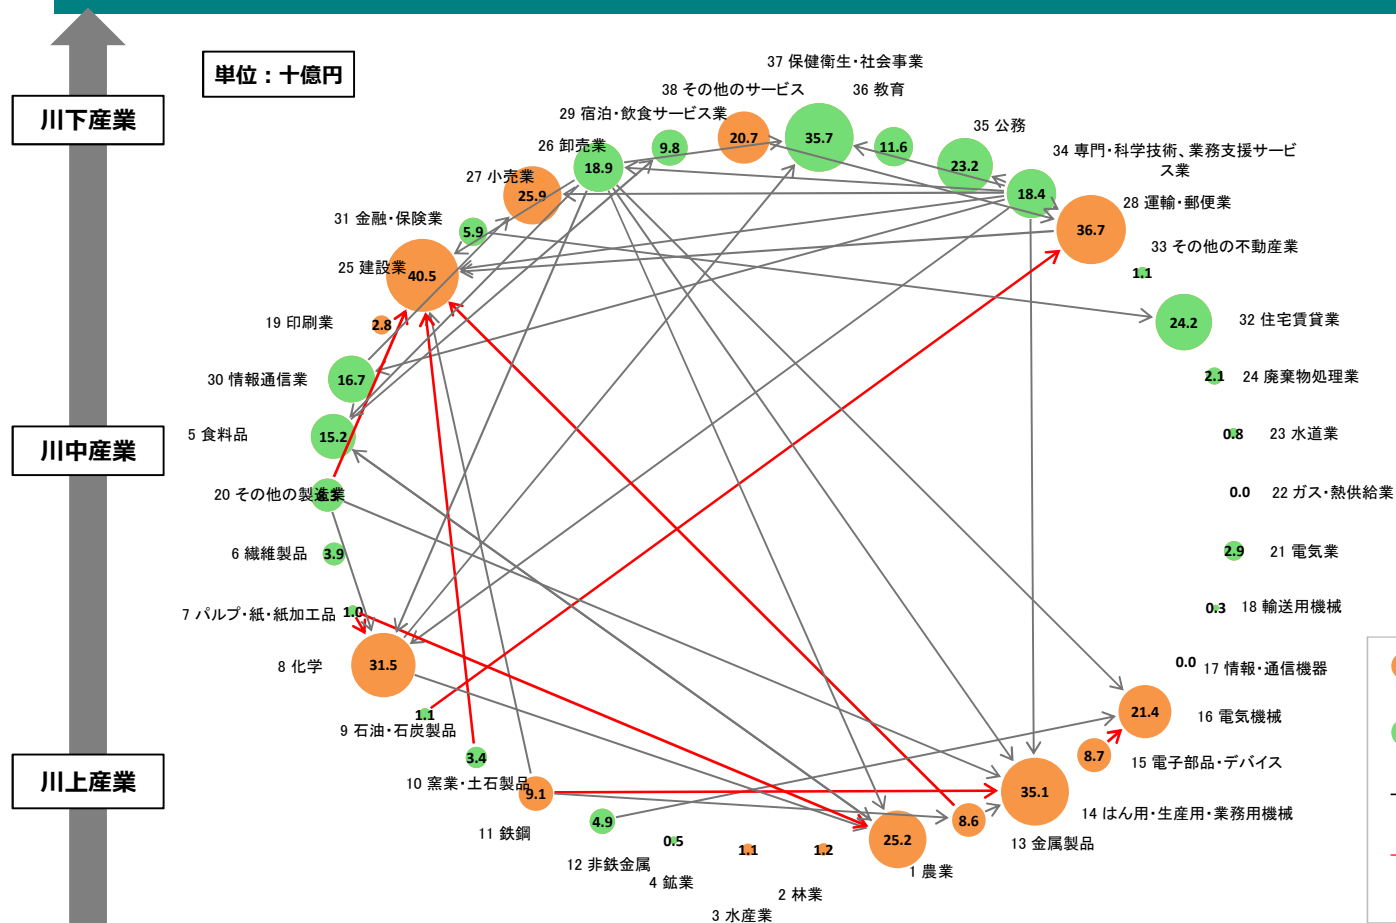 単位：十億円
川下産業
川中産業
川上産業
37 保健衛生・社会事業
38 その他のサービス
36 教育
29 宿泊・飲食サービス業
35 公務
26 卸売業
34 専門・科学技術、業務支援サービ
ス業
27 小売業
28 運輸・郵便業
31 金融・保険業
33 その他の不動産業
25 建設業
32 住宅賃貸業
19 印刷業
24 廃棄物処理業
30 情報通信業
23 水道業
5 食料品
22 ガス・熱供給業
20 その他の製造業
21 電気業
6 繊維製品
18 輸送用機械
7 パルプ・紙・紙加工品
17 情報・通信機器
8 化学
16 電気機械
9 石油・石炭製品
15 電子部品・デバイス
10 窯業・土石製品
14 はん用・生産用・業務用機械
11 鉄鋼
13 金属製品
12 非鉄金属
1 農業
4 鉱業
2 林業
3 水産業
35.7
20.7
11.6
9.8
23.2
18.9
18.4
25.9
36.7
5.9
1.1
40.5
24.2
2.8
2.1
16.7
0.8
15.2
0.0
2.9
3.9
0.3
1.0
0.0
31.5
21.4
1.1
8.7
3.4
35.1
9.1
8.6
4.9
25.2
0.5
1.1
1.2